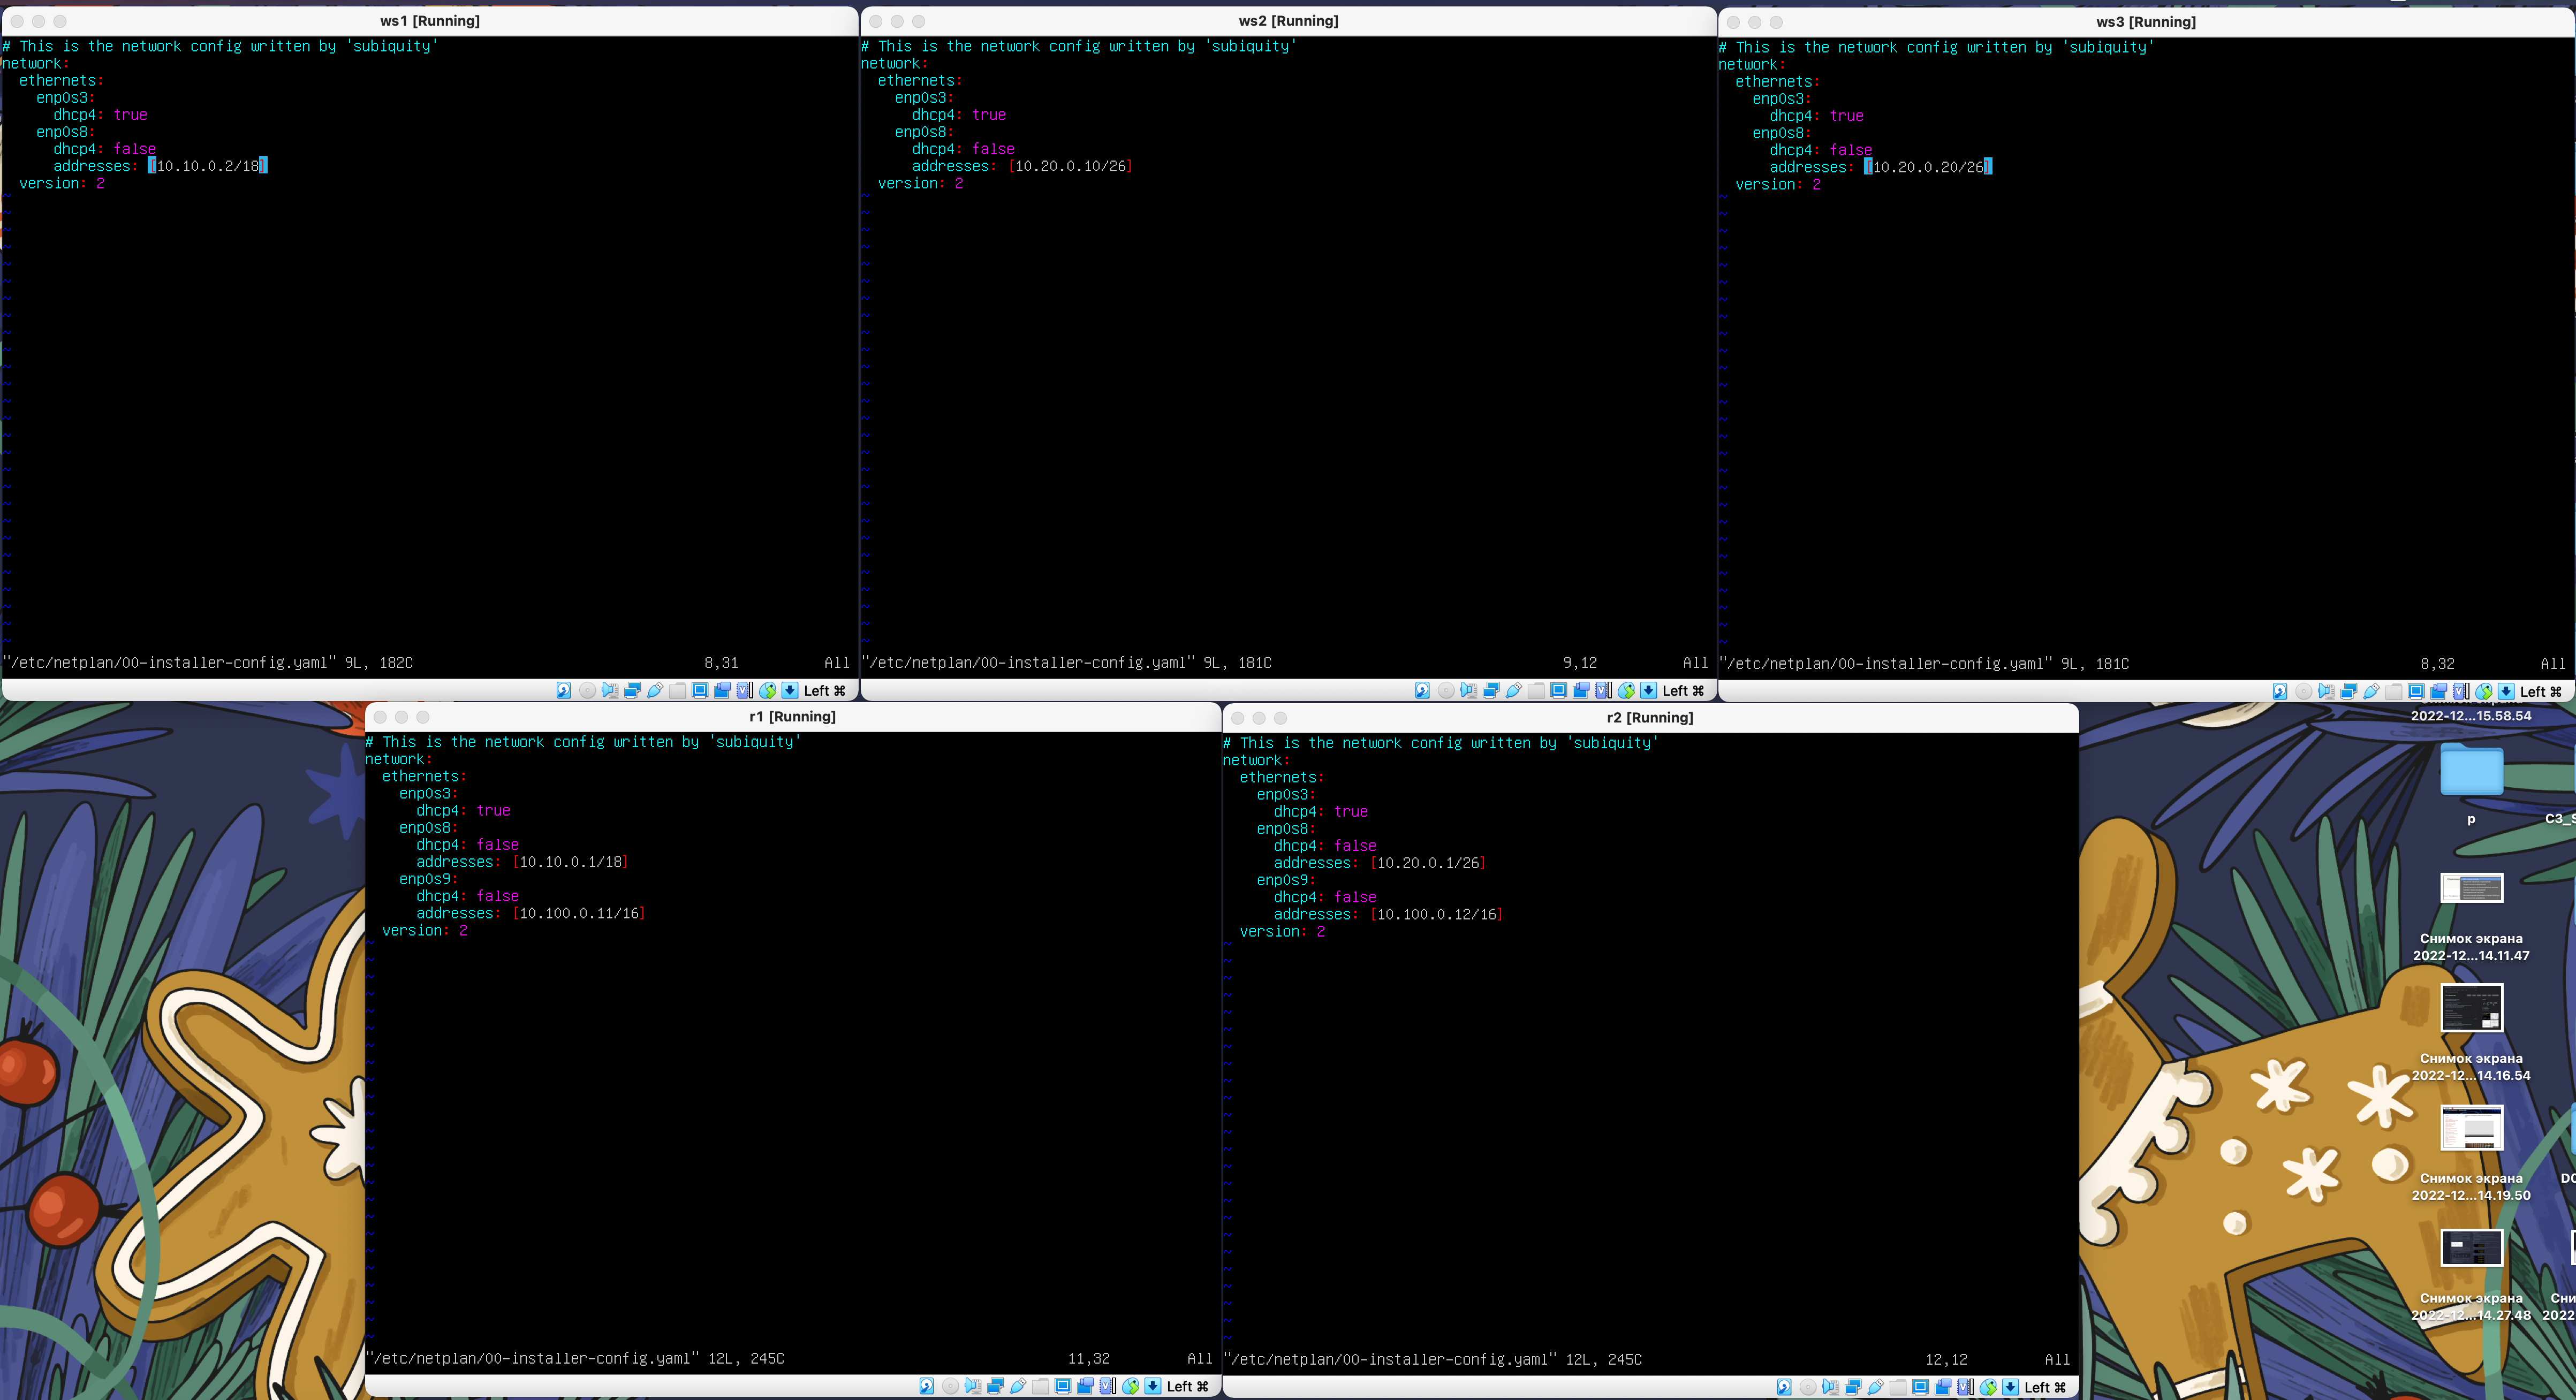 ws1 [Running]
# This is the network config written by 'subiquity'
network:
  ethernets:
    enp0s3:
      dhcp4: true
    enp0s8:
      dhcp4: false
      addresses: [10.10.0.2/18]
  version: 2
"/etc/netplan/00-installer-config.yaml" 9L, 182C 8,31 All
Left ⌘
ws2 [Running]
# This is the network config written by 'subiquity'
network:
  ethernets:
    enp0s3:
      dhcp4: true
    enp0s8:
      dhcp4: false
      addresses: [10.20.0.10/26]
  version: 2
"/etc/netplan/00-installer-config.yaml" 9L, 181C 9,12 All
Left ⌘
ws3 [Running]
# This is the network config written by 'subiquity'
network:
  ethernets:
    enp0s3:
      dhcp4: true
    enp0s8:
      dhcp4: false
      addresses: [10.20.0.20/26]
  version: 2
"/etc/netplan/00-installer-config.yaml" 9L, 181C 8,32 All
Left ⌘
r1 [Running]
# This is the network config written by 'subiquity'
network:
  ethernets:
    enp0s3:
      dhcp4: true
    enp0s8:
      dhcp4: false
      addresses: [10.10.0.1/18]
    enp0s9:
      dhcp4: false
      addresses: [10.100.0.11/16]
  version: 2
"/etc/netplan/00-installer-config.yaml" 12L, 245C 11,32 All
Left ⌘
r2 [Running]
# This is the network config written by 'subiquity'
network:
  ethernets:
    enp0s3:
      dhcp4: true
    enp0s8:
      dhcp4: false
      addresses: [10.20.0.1/26]
    enp0s9:
      dhcp4: false
      addresses: [10.100.0.12/16]
  version: 2
"/etc/netplan/00-installer-config.yaml" 12L, 245C 12,12 All
Left ⌘
2022-12...15.58.54
p
Снимок экрана
2022-12...14.11.47
Снимок экрана
2022-12...14.16.54
Снимок экрана
2022-12...14.19.50
Снимок экрана
2022-12...14.27.48